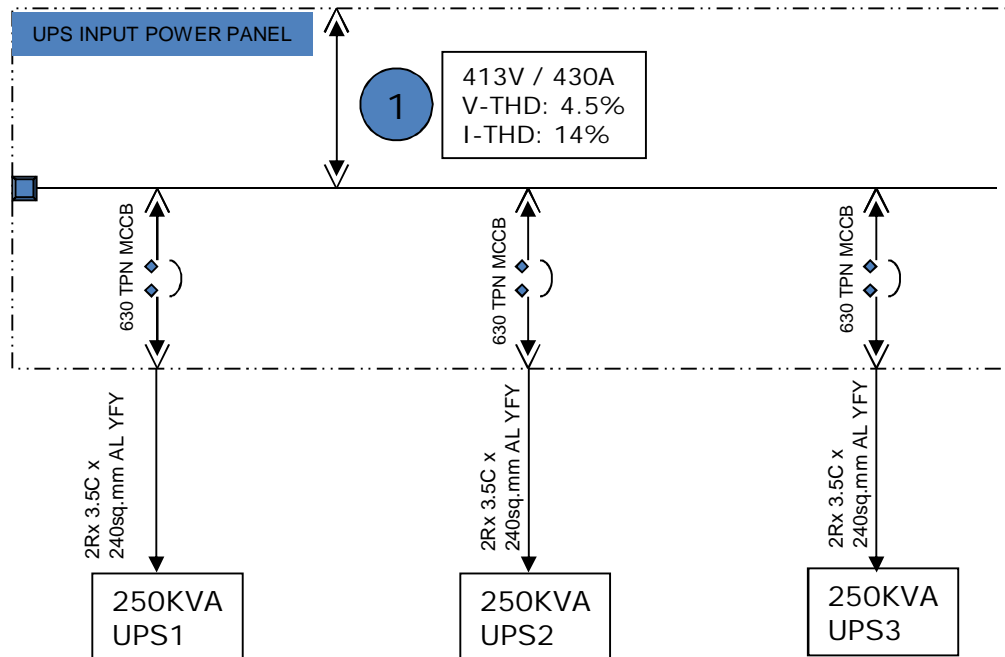 UPS INPUT POWER PANEL
1
413V / 430A
V-THD: 4.5%
I-THD: 14%
630 TPN MCCB
630 TPN MCCB
630 TPN MCCB
2Rx 3.5C x
240sq.mm AL YFY
2Rx 3.5C x
240sq.mm AL YFY
2Rx 3.5C x
240sq.mm AL YFY
250KVA
UPS1
250KVA
UPS2
250KVA
UPS3